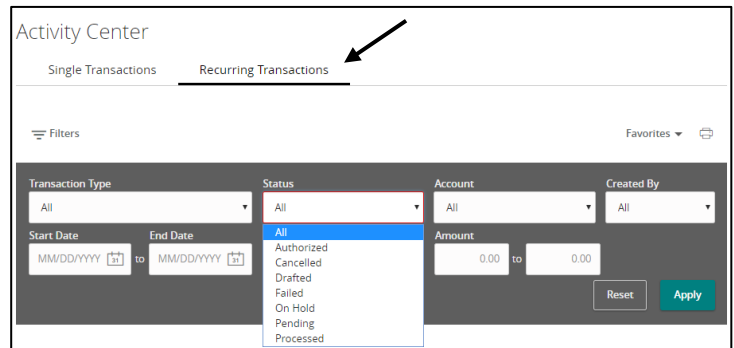 Activity Center
Single Transactions Recurring Transactions
Filters Favorites
Transaction Type Status Account Created By
All All All All
Start Date End Date All Amount
MM/DD/YYYY 31 to MM/DD/YYYY 31 Authorized 0.00 to 0.00
Cancelled
Drafted
Failed Reset Apply
On Hold
Pending
Processed